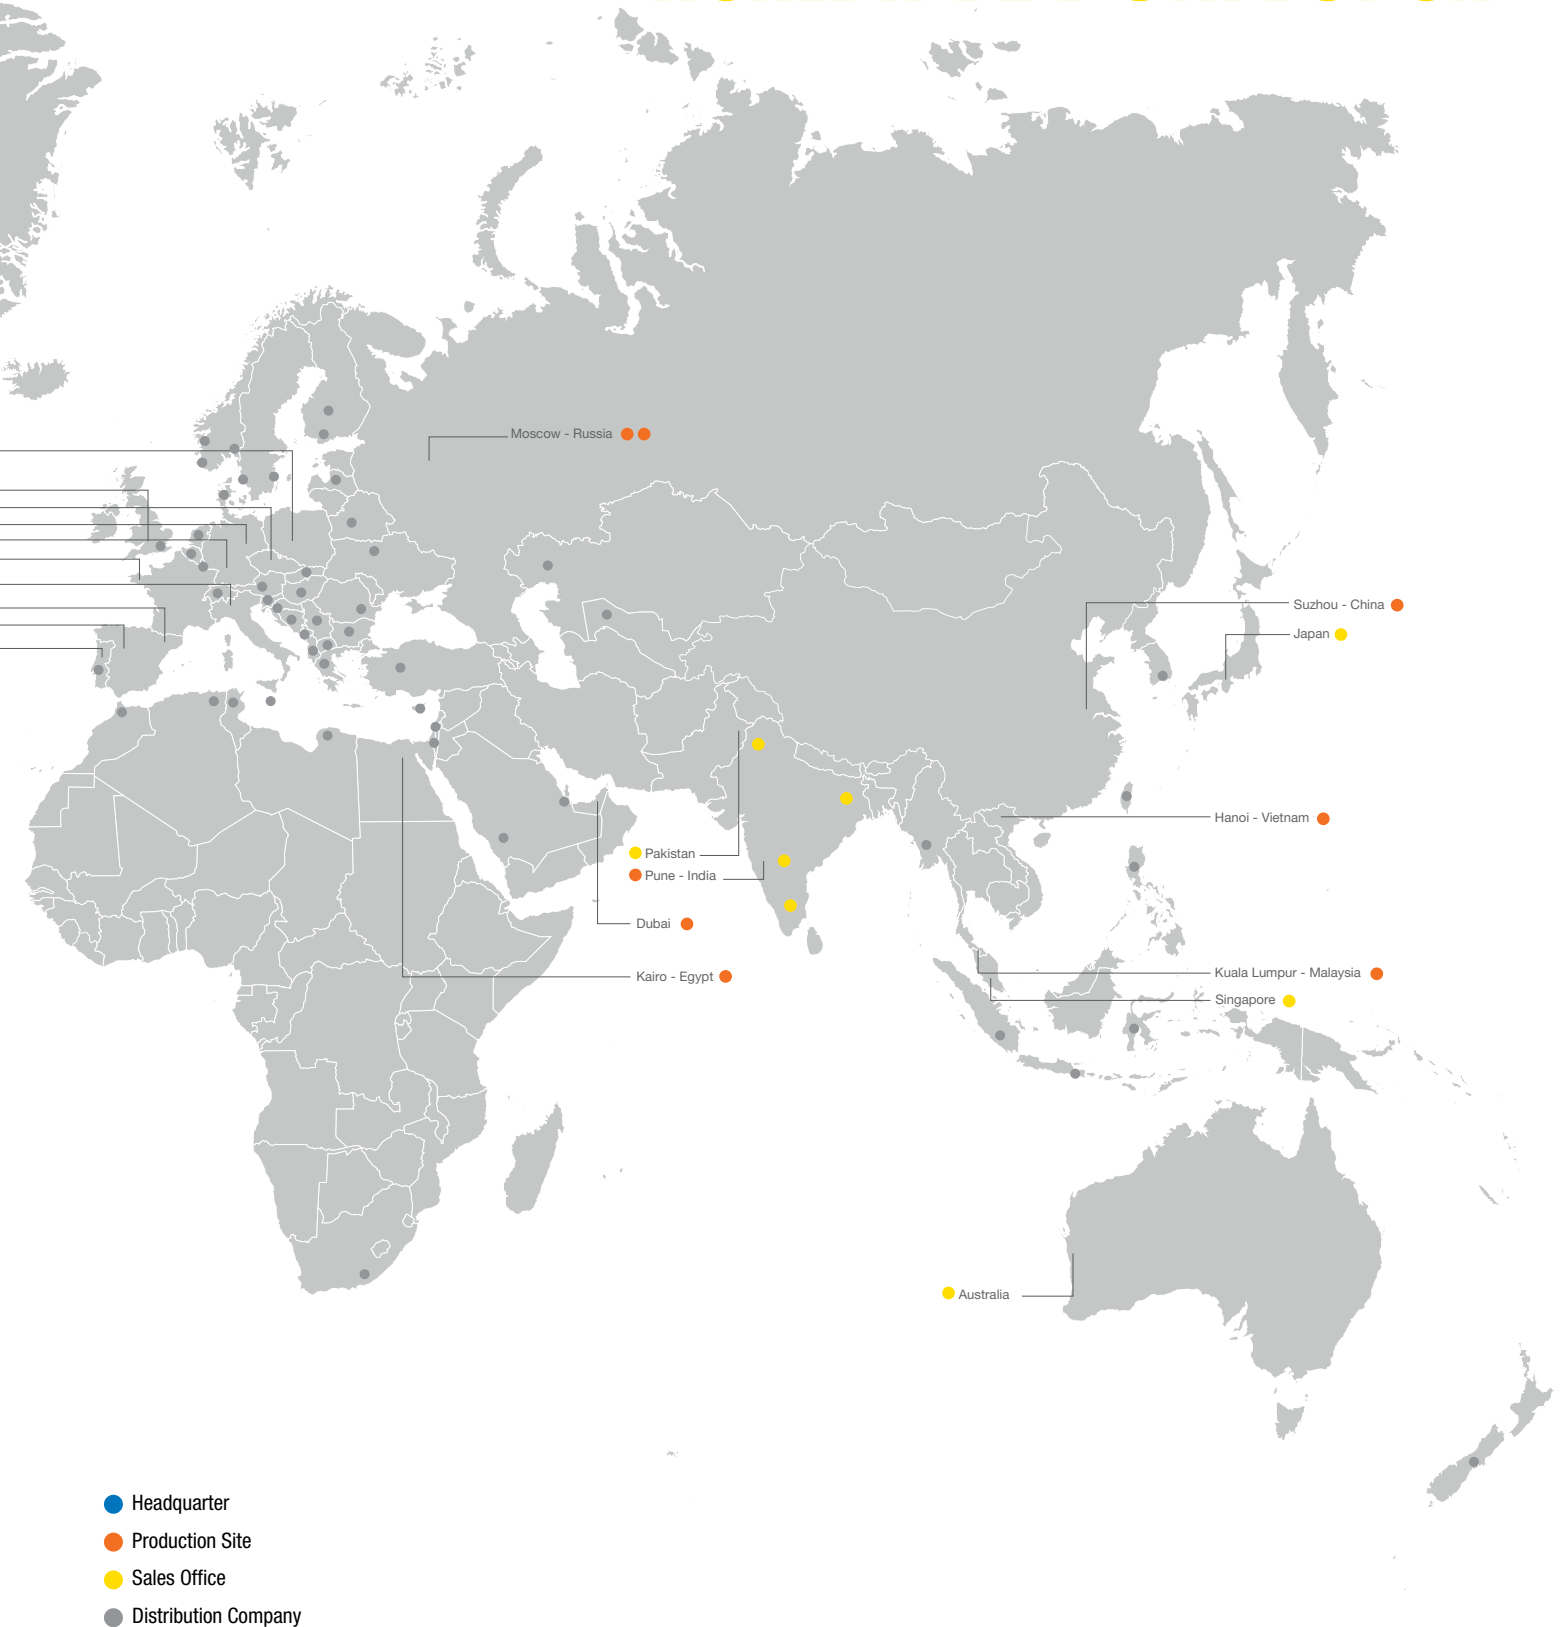 Moscow - Russia
Suzhou - China
Japan
Hanoi - Vietnam
Pakistan
Pune - India
Dubai
Kairo - Egypt
Kuala Lumpur - Malaysia
Singapore
Australia
Headquarter
Production Site
Sales Office
Distribution Company